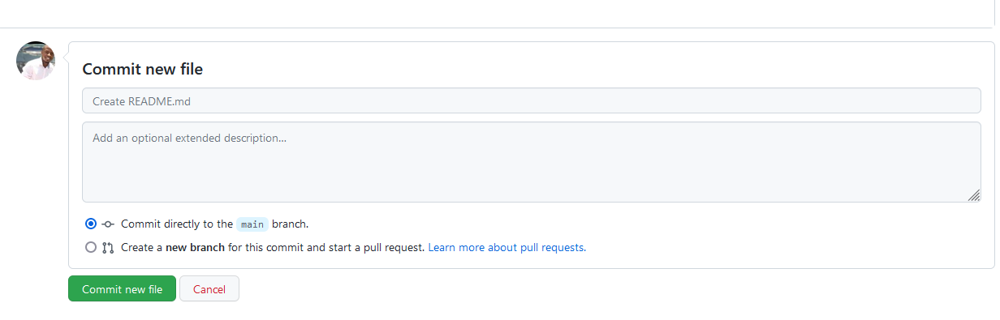 Commit new file
Create README.md
Add an optional extended description...
Commit directly to the main branch.
Create a new branch for this commit and start a pull request. Learn more about pull requests.
Commit new file
Cancel